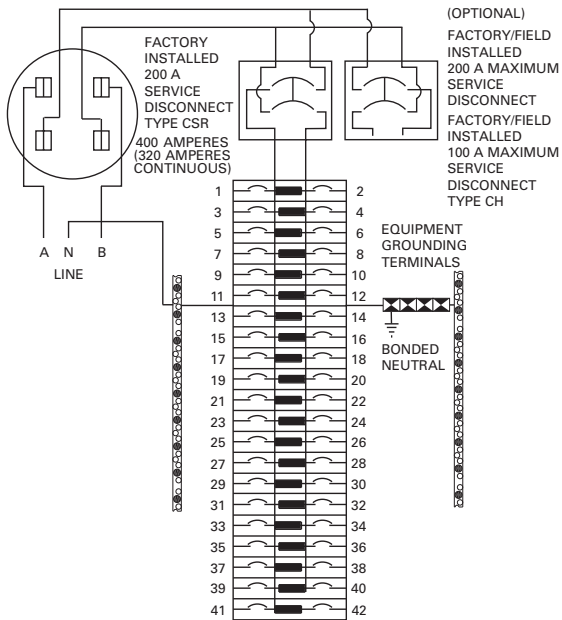 FACTORY
INSTALLED
200 A
SERVICE
DISCONNECT
TYPE CSR
400 AMPERES
(320 AMPERES
CONTINUOUS)
(OPTIONAL)
FACTORY/FIELD
INSTALLED
200 A MAXIMUM
SERVICE
DISCONNECT
FACTORY/FIELD
INSTALLED
100 A MAXIMUM
SERVICE
DISCONNECT
TYPE CH
A N B
LINE
1 2
3 4
5 6
7 8
9 10
11 12
13 14
15 16
17 18
19 20
21 22
23 24
25 26
27 28
29 30
31 32
33 34
35 36
37 38
39 40
41 42
EQUIPMENT
GROUNDING
TERMINALS
BONDED
NEUTRAL